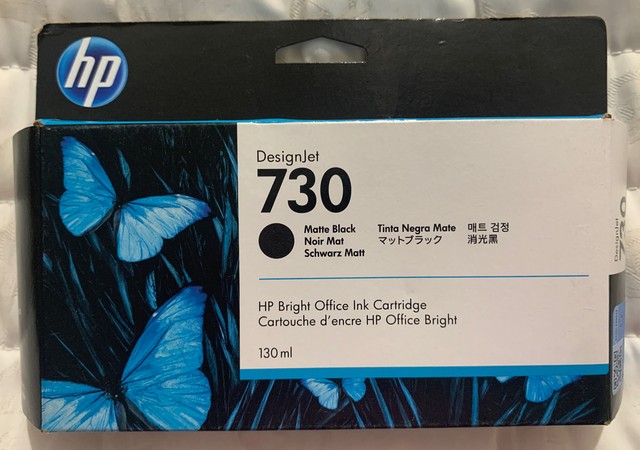 hp
DesignJet
730
Matte Black
Noir Mat
Schwarz Matt
Tinta Negra Mate
マットブラック
매트 검정
消光黑
HP Bright Office Ink Cartridge
Cartouche d'encre HP Office Bright
130 ml
DesignJet
730